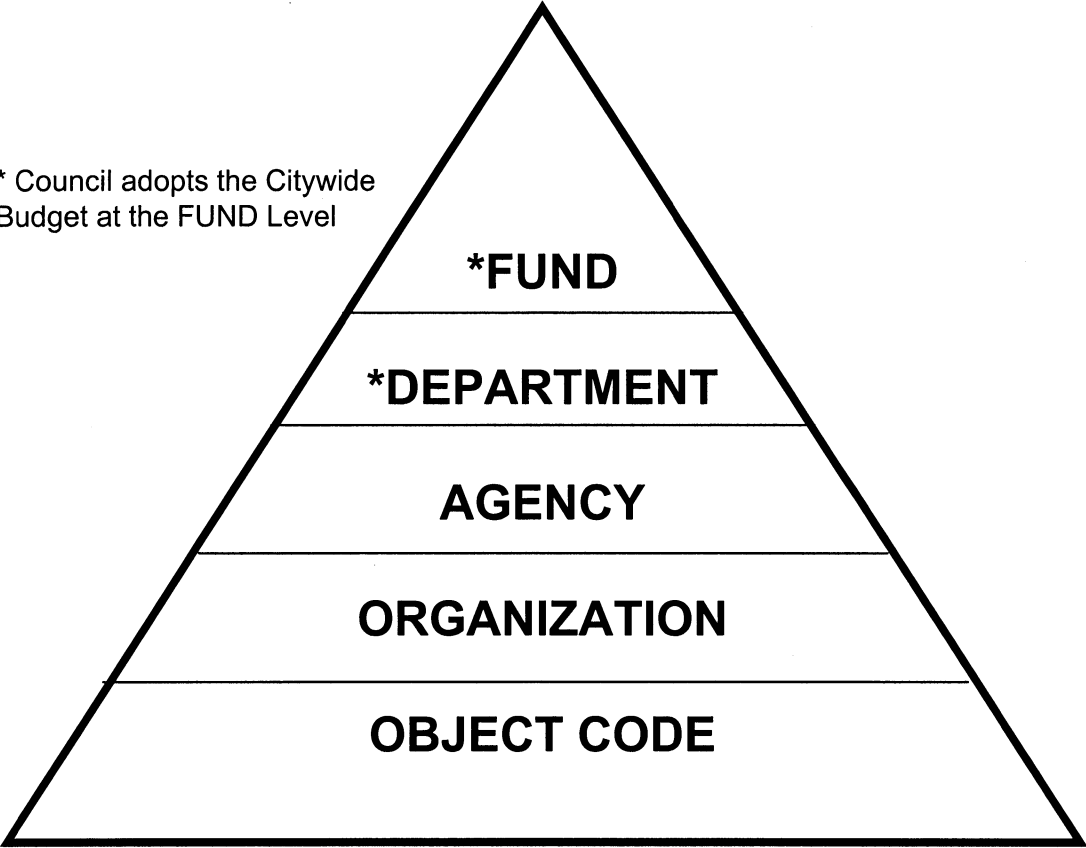 * Council adopts the Citywide
Budget at the FUND Level
*FUND
*DEPARTMENT
AGENCY
ORGANIZATION
OBJECT CODE